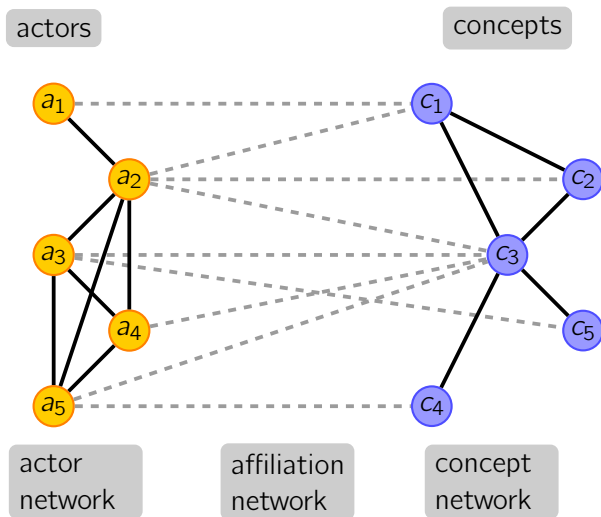 actors
concepts
a1
c1
a2
c2
a3
c3
a4
c5
a5
c4
actor
network
affiliation
network
concept
network